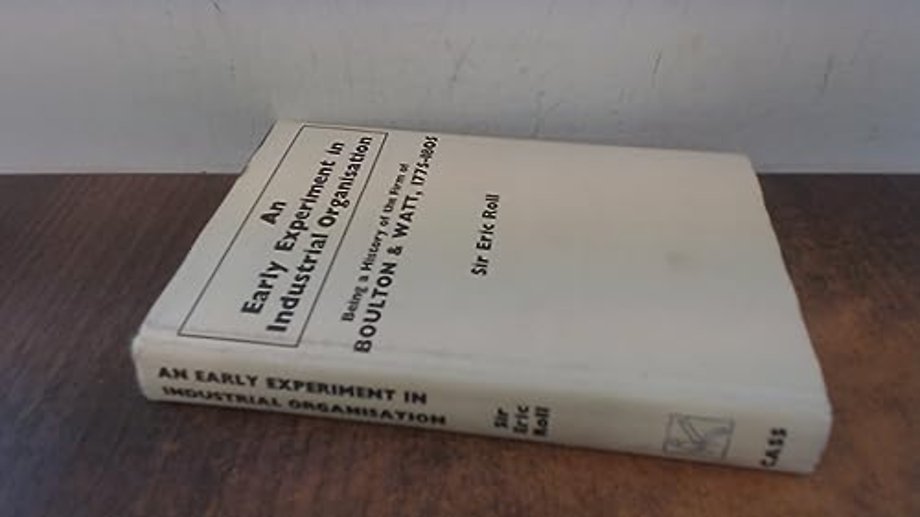 An
Early Experiment in
Industrial Organisation
Being a History of the Firm of
BOULTON & WATT, 1775-1805
Sir Eric Roll
AN EARLY EXPERIMENT IN
INDUSTRIAL ORGANISATION
Sir
Eric
Roll
CASS